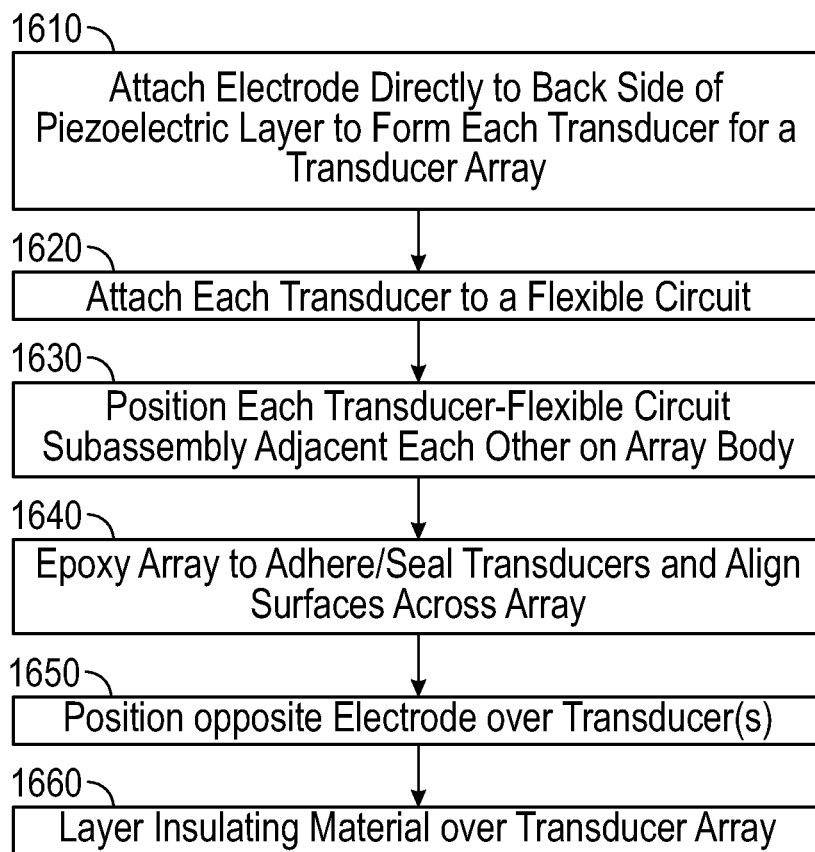 1610
Attach Electrode Directly to Back Side of
Piezoelectric Layer to Form Each Transducer for a
Transducer Array
1620
Attach Each Transducer to a Flexible Circuit
1630
Position Each Transducer-Flexible Circuit
Subassembly Adjacent Each Other on Array Body
1640
Epoxy Array to Adhere/Seal Transducers and Align
Surfaces Across Array
1650
Position opposite Electrode over Transducer(s)
1660
Layer Insulating Material over Transducer Array